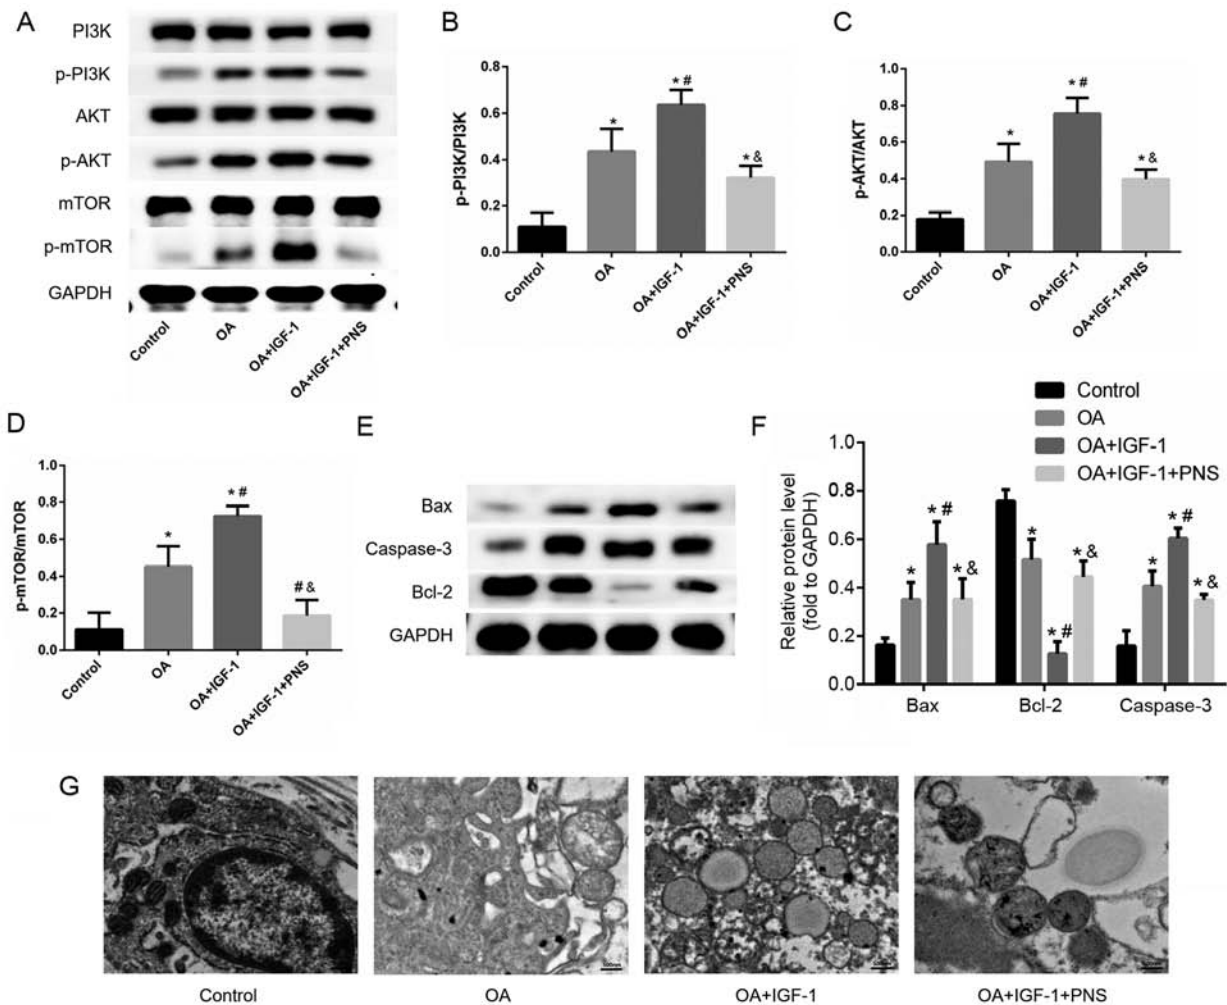 A
PI3K
p-PI3K
AKT
p-AKT
mTOR
p-mTOR
GAPDH
Control
OA
OA+IGF-1
OA+IGF-1+PNS
B
p-PI3K/PI3K
0.8
0.6
0.4
0.2
0.0
*
* #
* &
Control
OA
OA+IGF-1
OA+IGF-1+PNS
C
p-AKT/AKT
1.0
0.8
0.6
0.4
0.2
0.0
*
* #
* &
Control
OA
OA+IGF-1
OA+IGF-1+PNS
D
p-mTOR/mTOR
1.0
0.8
0.6
0.4
0.2
0.0
*
* #
# &
Control
OA
OA+IGF-1
OA+IGF-1+PNS
E
Bax
Caspase-3
Bcl-2
GAPDH
F
Control
OA
OA+IGF-1
OA+IGF-1+PNS
Relative protein level
(fold to GAPDH)
1.0
0.8
0.6
0.4
0.2
0.0
*
* #
* &
*
* #
* &
*
* #
* &
Bax
Bcl-2
Caspase-3
G
Control
OA
OA+IGF-1
OA+IGF-1+PNS